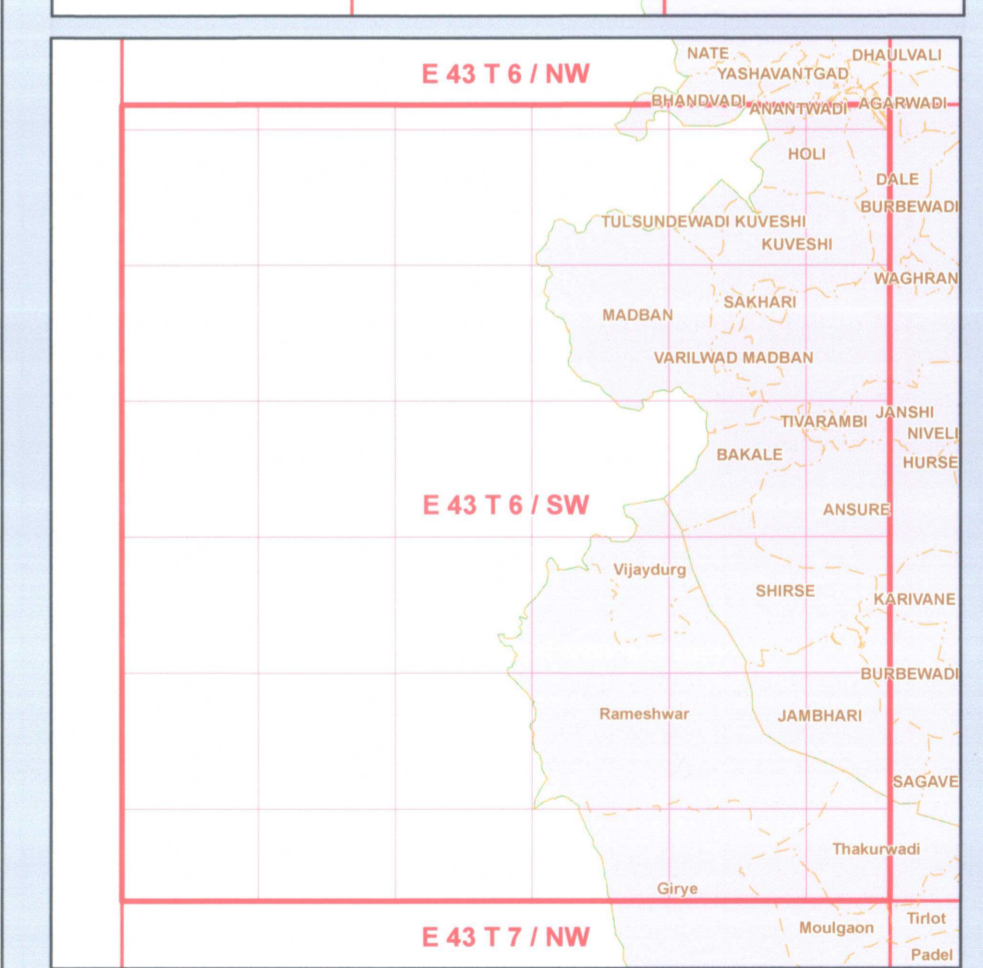 NATE
DHAULVALI
E 43 T 6 / NW
YASHAVANTGAD
BHANDVADI
ANANTWADI
AGARWADI
HOLI
DALE
BURBEWADI
TULSUNDEWADI KUVESHI
KUVESHI
WAGHRAN
SAKHARI
MADBAN
VARILWAD MADBAN
JANSHI
TIVARAMBI
NIVELI
BAKALE
HURSE
E 43 T 6 / SW
ANSURE
Vijaydurg
SHIRSE
KARIVANE
BURBEWADI
Rameshwar
JAMBHARI
SAGAVE
Thakurwadi
Girye
Tirlot
Moulgaon
E 43 T 7 / NW
Padel